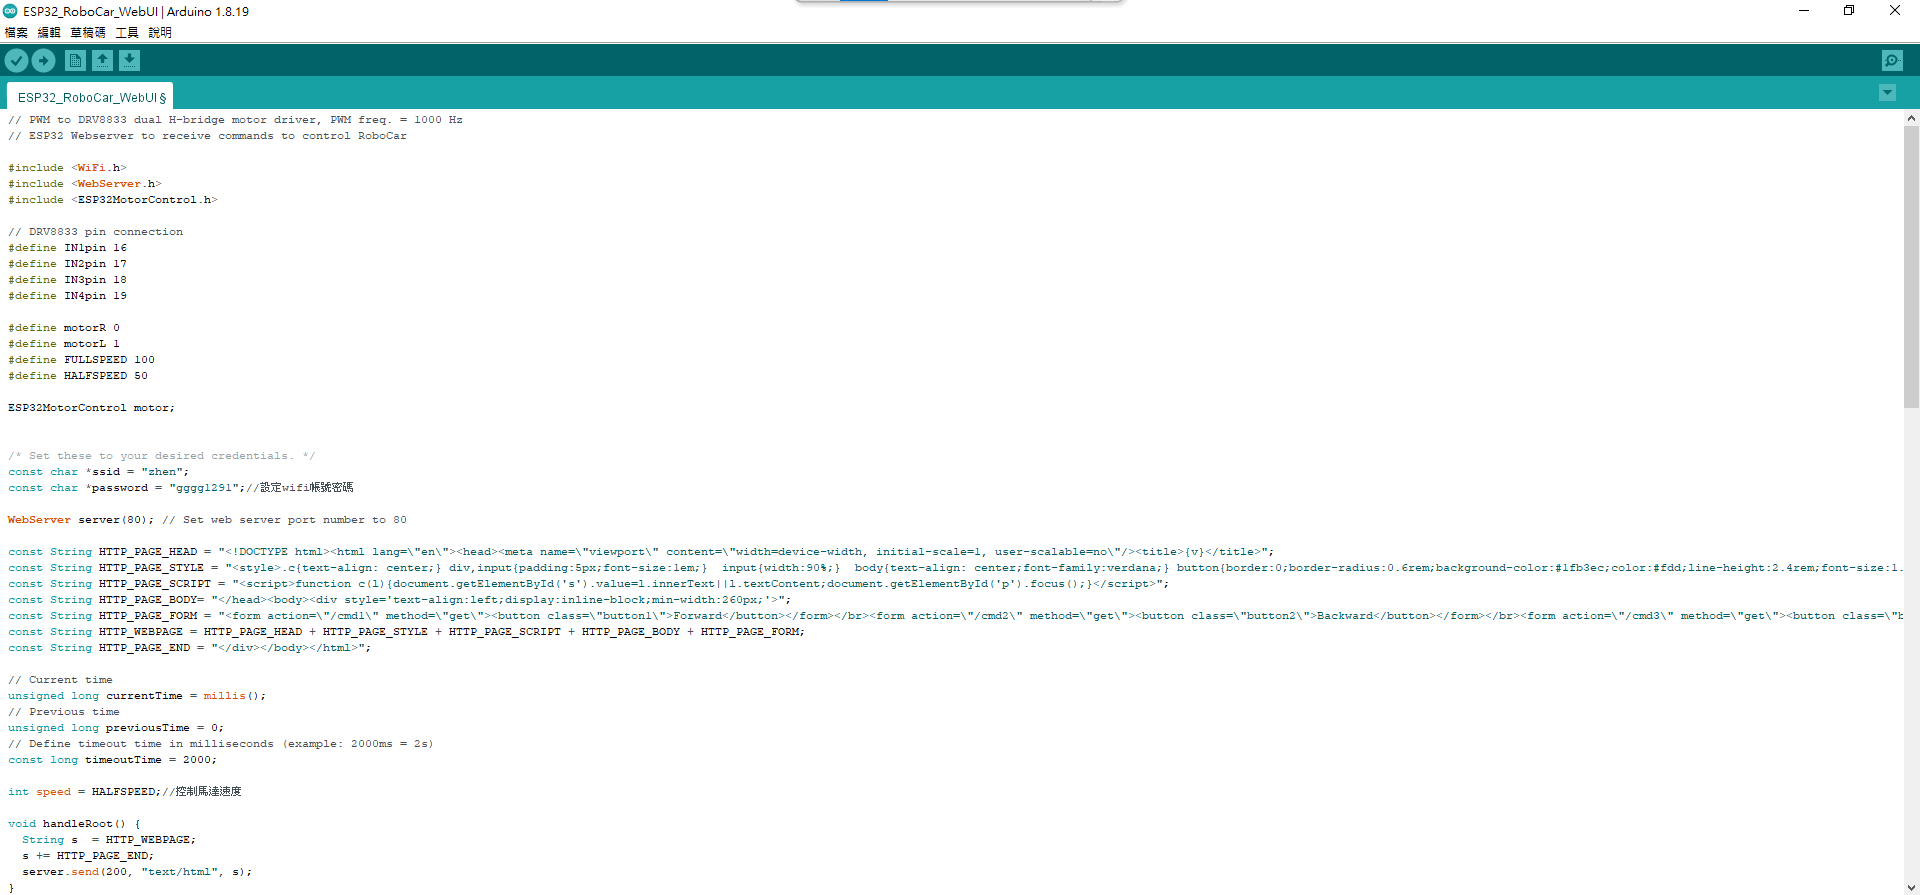 ESP32_RoboCar_WebUI | Arduino 1.8.19
檔案 編輯 草稿碼 工具 說明
ESP32_RoboCar_WebUI §
// PWM to DRV8833 dual H-bridge motor driver, PWM freq. = 1000 Hz
// ESP32 Webserver to receive commands to control RoboCar
#include <WiFi.h>
#include <WebServer.h>
#include <ESP32MotorControl.h>
// DRV8833 pin connection
#define IN1pin 16
#define IN2pin 17
#define IN3pin 18
#define IN4pin 19
#define motorR 0
#define motorL 1
#define FULLSPEED 100
#define HALFSPEED 50
ESP32MotorControl motor;
/* Set these to your desired credentials. */
const char *ssid = "zhen";
const char *password = "gggg1291";//設定wifi帳號密碼
WebServer server(80); // Set web server port number to 80
const String HTTP_PAGE_HEAD = "<!DOCTYPE html><html lang=\"en\"><head><meta name=\"viewport\" content=\"width=device-width, initial-scale=1, user-scalable=no\"/><title>{v}</title>";
const String HTTP_PAGE_STYLE = "<style>.c{text-align: center;} div,input{padding:5px;font-size:1em;}  input{width:90%;}  body{text-align: center;font-family:verdana;} button{border:0;border-radius:0.6rem;background-color:#1fb3ec;color:#fdd;line-height:2.4rem;font-size:1.
const String HTTP_PAGE_SCRIPT = "<script>function c(l){document.getElementById('s').value=l.innerText||l.textContent;document.getElementById('p').focus();}</script>";
const String HTTP_PAGE_BODY= "</head><body><div style='text-align:left;display:inline-block;min-width:260px;'>";
const String HTTP_PAGE_FORM = "<form action=\"/cmd1\" method=\"get\"><button class=\"button1\">Forward</button></form></br><form action=\"/cmd2\" method=\"get\"><button class=\"button2\">Backward</button></form></br><form action=\"/cmd3\" method=\"get\"><button class=\"b
const String HTTP_WEBPAGE = HTTP_PAGE_HEAD + HTTP_PAGE_STYLE + HTTP_PAGE_SCRIPT + HTTP_PAGE_BODY + HTTP_PAGE_FORM;
const String HTTP_PAGE_END = "</div></body></html>";
// Current time
unsigned long currentTime = millis();
// Previous time
unsigned long previousTime = 0;
// Define timeout time in milliseconds (example: 2000ms = 2s)
const long timeoutTime = 2000;
int speed = HALFSPEED;//控制馬達速度
void handleRoot() {
  String s  = HTTP_WEBPAGE;
  s += HTTP_PAGE_END;
  server.send(200, "text/html", s);
}